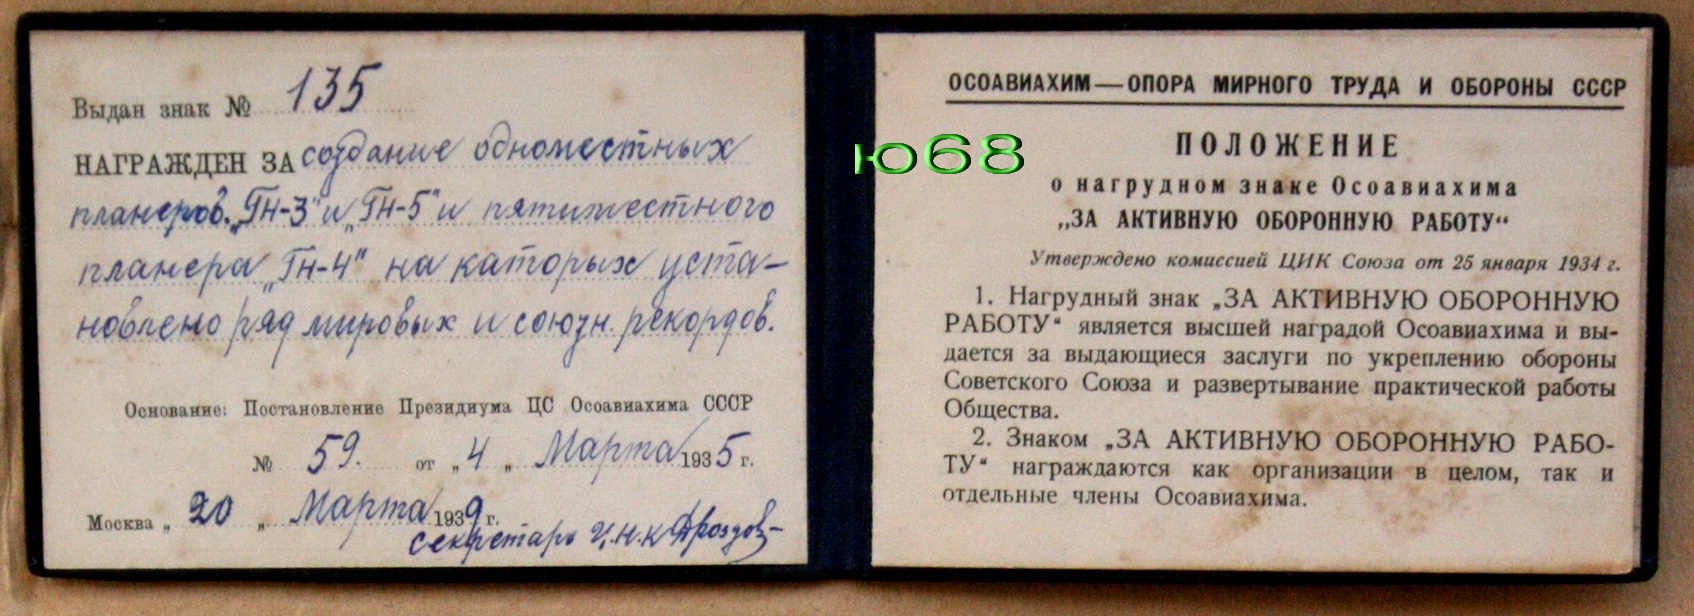 Выдан знак № 135
НАГРАЖДЕН ЗА создание одноместных
планеров. „Гн-3" и „Гн-5" и пятиместного
планера „Гн-4" на каторых уста-
новлено ряд мировых и союзн. рекордов.
Основание: Постановление Президиума ЦС Осоавиахима СССР
№ 59. от „ 4 „ Марта 1935 г.
Москва „ 20 „ Марта 1939 г.
секретарь Ц.Н.К Дроздов
ю68
ОСОАВИАХИМ — ОПОРА МИРНОГО ТРУДА И ОБОРОНЫ СССР
ПОЛОЖЕНИЕ
о нагрудном знаке Осоавиахима
„ЗА АКТИВНУЮ ОБОРОННУЮ РАБОТУ“
Утверждено комиссией ЦИК Союза от 25 января 1934 г.
1. Нагрудный знак „ЗА АКТИВНУЮ ОБОРОННУЮ
РАБОТУ“ является высшей наградой Осоавиахима и вы-
дается за выдающиеся заслуги по укреплению обороны
Советского Союза и развертывание практической работы
Общества.
2. Знаком „ЗА АКТИВНУЮ ОБОРОННУЮ РАБО-
ТУ“ награждаются как организации в целом, так и
отдельные члены Осоавиахима.